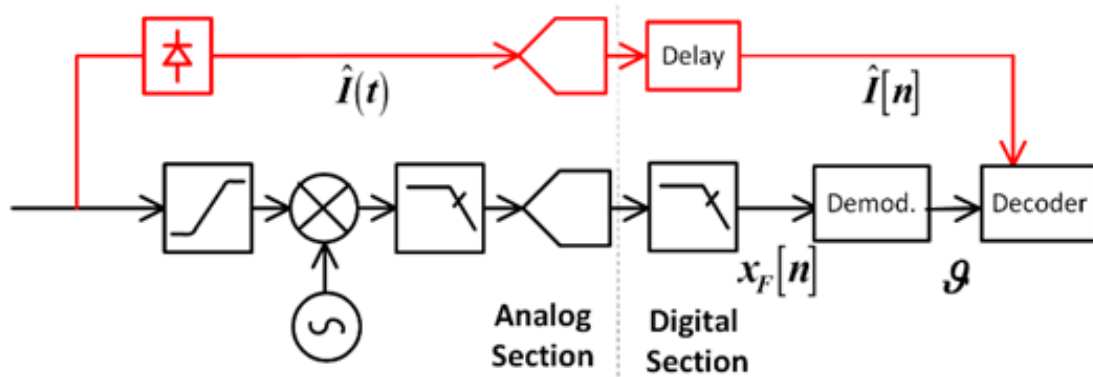 Delay
Î(t)
Î[n]
Demod.
Decoder
x_F[n]
ϑ
Analog
Section
Digital
Section